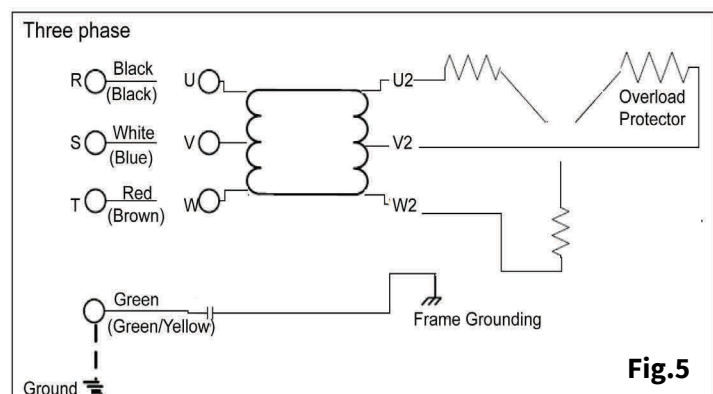 Three phase
R Black U U2
(Black)
Overload
Protector
S White V V2
(Blue)
T Red W W2
(Brown)
Green
(Green/Yellow)
Frame Grounding
Ground
Fig.5